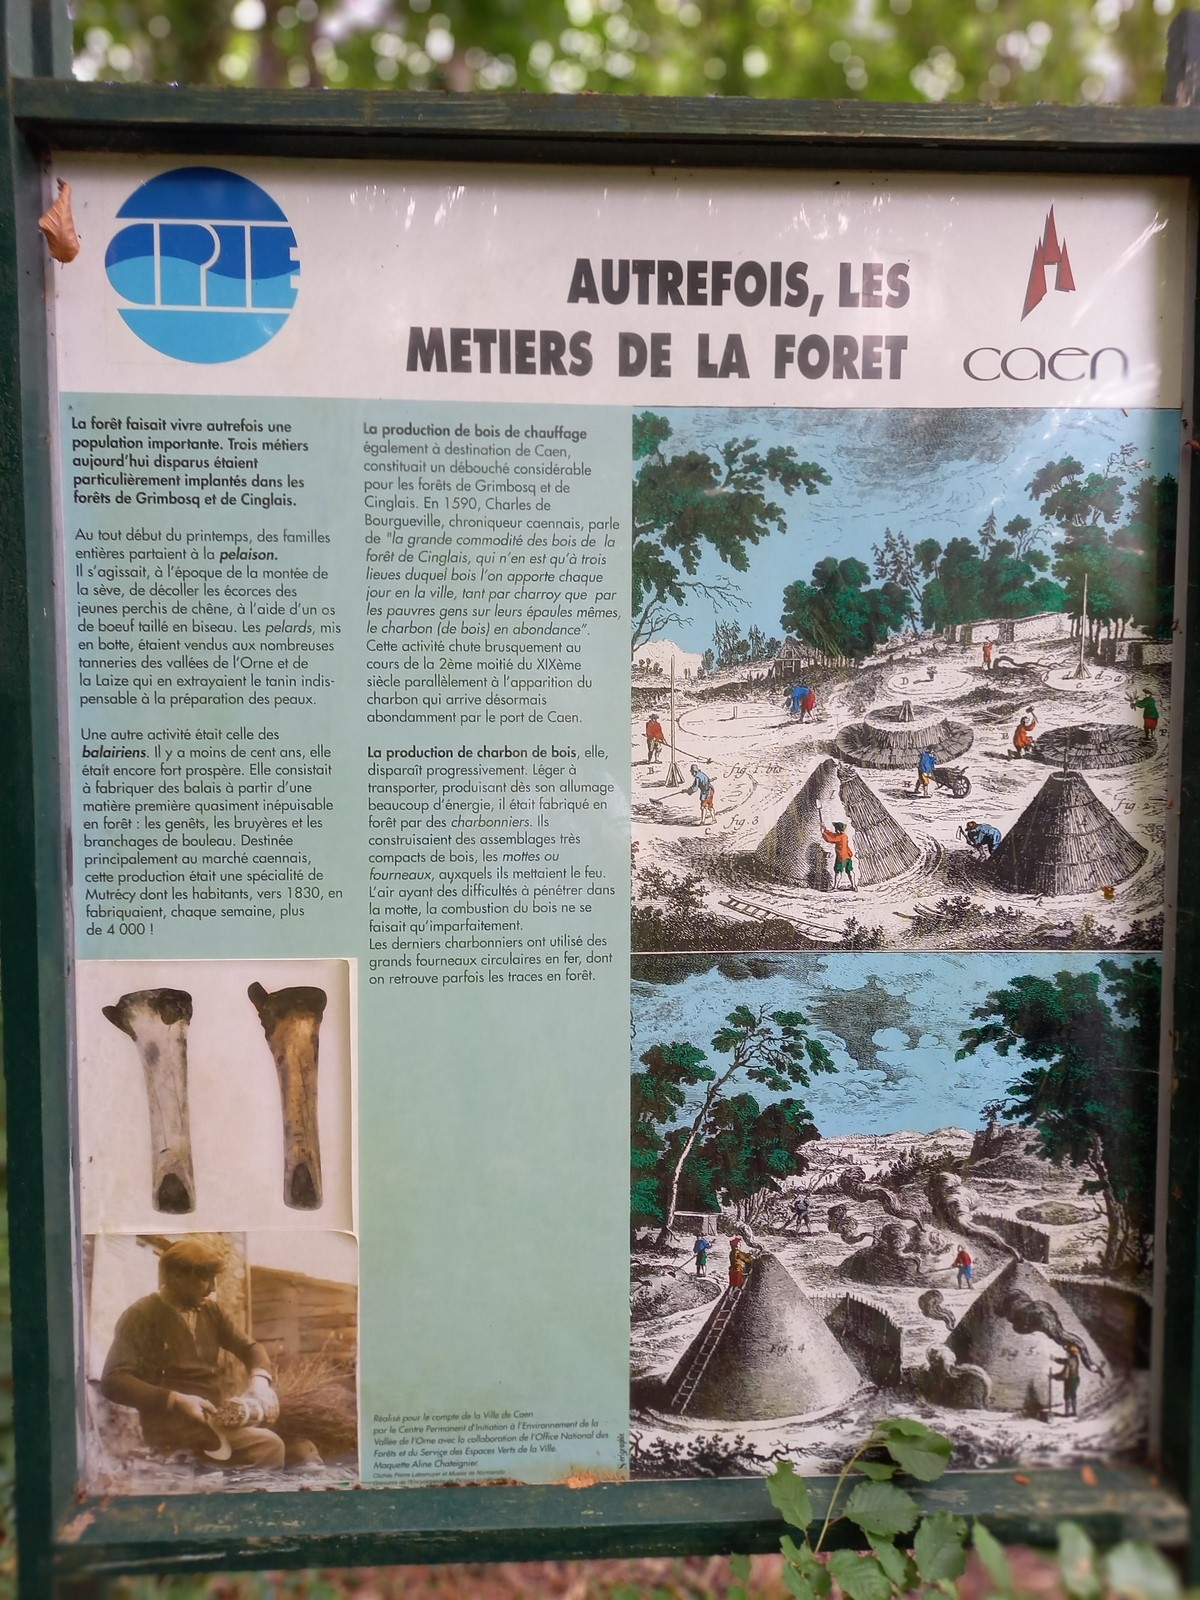 CPIE
AUTREFOIS, LES
METIERS DE LA FORET
caen
La forêt faisait vivre autrefois une
population importante. Trois métiers
aujourd'hui disparus étaient
particulièrement implantés dans les
forêts de Grimbosq et de Cinglais.
Au tout début du printemps, des familles
entières partaient à la pelaison.
Il s'agissait, à l'époque de la montée de
la sève, de décoller les écorces des
jeunes perchis de chêne, à l'aide d'un os
de boeuf taillé en biseau. Les pelards, mis
en botte, étaient vendus aux nombreuses
tanneries des vallées de l'Orne et de
la Laize qui en extrayaient le tanin indis-
pensable à la préparation des peaux.
Une autre activité était celle des
balairiens. Il y a moins de cent ans, elle
était encore fort prospère. Elle consistait
à fabriquer des balais à partir d'une
matière première quasiment inépuisable
en forêt : les genêts, les bruyères et les
branchages de bouleau. Destinée
principalement au marché caennais,
cette production était une spécialité de
Mutrécy dont les habitants, vers 1830, en
fabriquaient, chaque semaine, plus
de 4 000 !
La production de bois de chauffage
également à destination de Caen,
constituait un débouché considérable
pour les forêts de Grimbosq et de
Cinglais. En 1590, Charles de
Bourgueville, chroniqueur caennais, parle
de "la grande commodité des bois de la
forêt de Cinglais, qui n'en est qu'à trois
lieues duquel bois l'on apporte chaque
jour en la ville, tant par charroy que par
les pauvres gens sur leurs épaules mêmes,
le charbon (de bois) en abondance".
Cette activité chute brusquement au
cours de la 2ème moitié du XIXème
siècle parallèlement à l'apparition du
charbon qui arrive désormais
abondamment par le port de Caen.
La production de charbon de bois, elle,
disparaît progressivement. Léger à
transporter, produisant dès son allumage
beaucoup d'énergie, il était fabriqué en
forêt par des charbonniers. Ils
construisaient des assemblages très
compacts de bois, les mottes ou
fourneaux, ayxquels ils mettaient le feu.
L'air ayant des difficultés à pénétrer dans
la motte, la combustion du bois ne se
faisait qu'imparfaitement.
Les derniers charbonniers ont utilisé des
grands fourneaux circulaires en fer, dont
on retrouve parfois les traces en forêt.
Réalisé pour le compte de la Ville de Caen
par le Centre Permanent d'Initiation à l'Environnement de la
Vallée de l'Orne avec la collaboration de l'Office National des
Forêts et du Service des Espaces Verts de la Ville.
Maquette Aline Chateignier
fig. 1. bis
fig. 3
Fig. 2
Fig. 4
Fig. 5